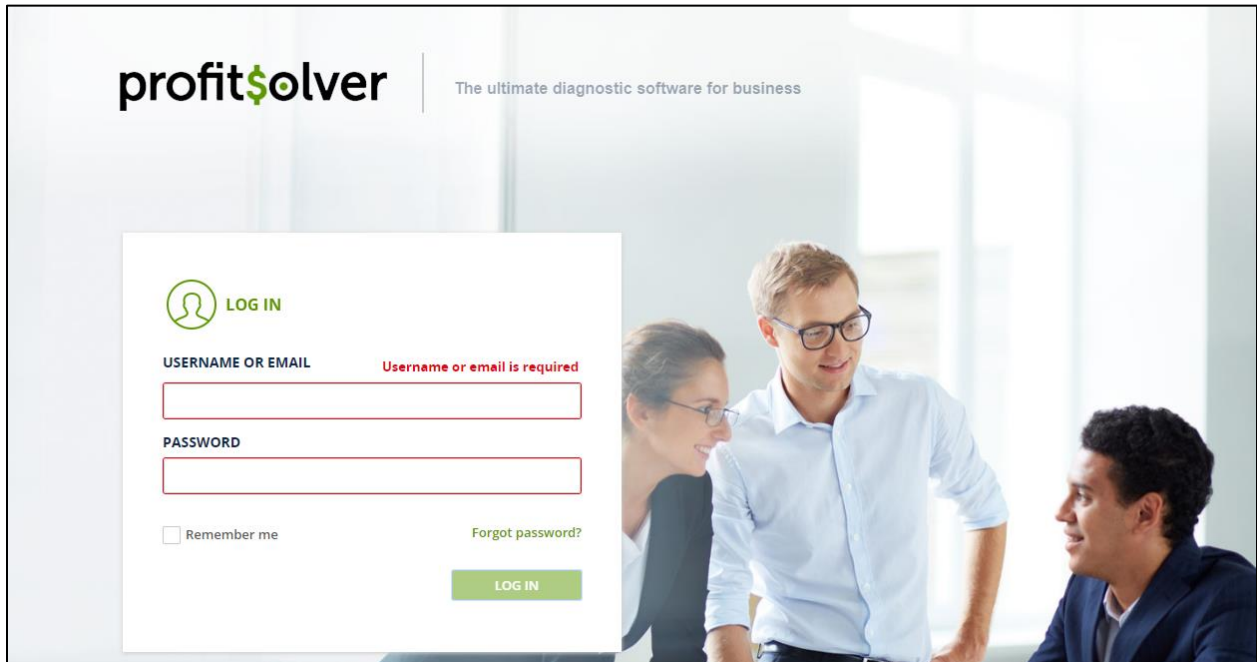 profit$olver
The ultimate diagnostic software for business
LOG IN
USERNAME OR EMAIL
Username or email is required
PASSWORD
Remember me
Forgot password?
LOG IN